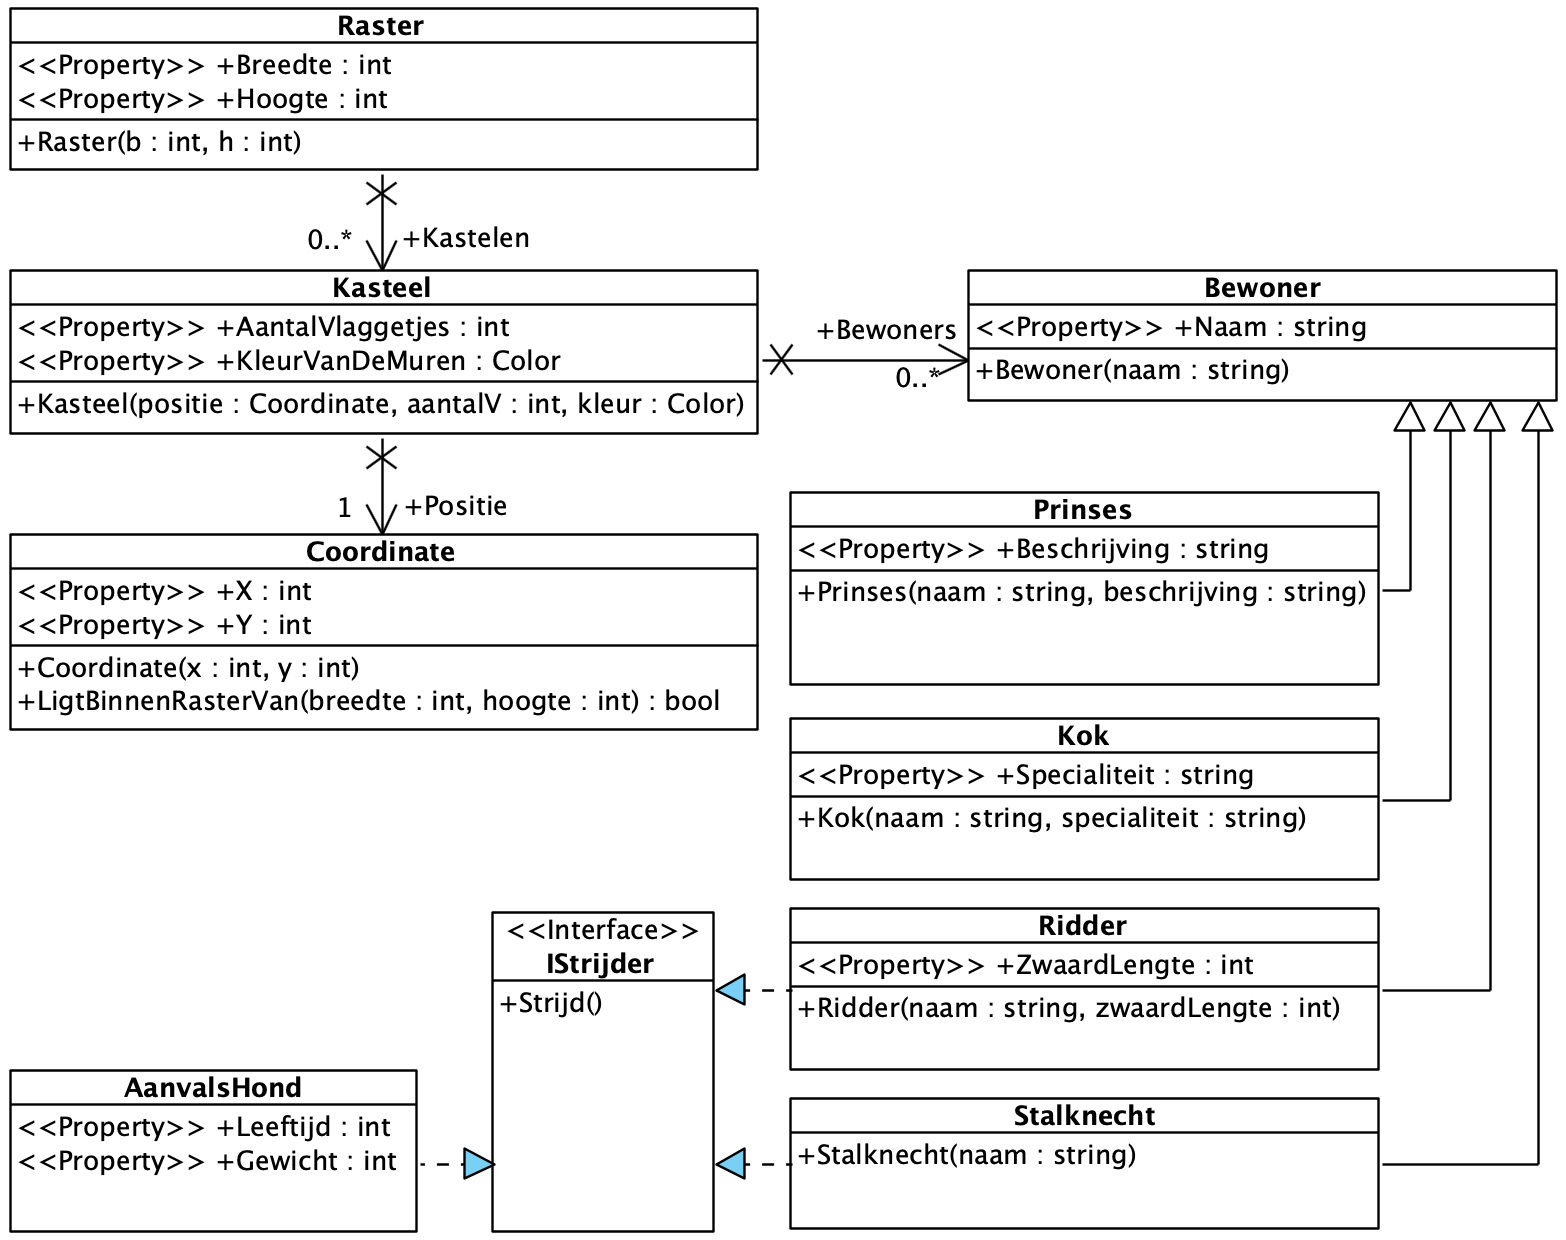 Raster
<<Property>> +Breedte : int
<<Property>> +Hoogte : int
+Raster(b : int, h : int)
0..*
+Kastelen
Kasteel
<<Property>> +AantalVlaggetjes : int
<<Property>> +KleurVanDeMuren : Color
+Kasteel(positie : Coordinate, aantalV : int, kleur : Color)
+Bewoners
0..*
Bewoner
<<Property>> +Naam : string
+Bewoner(naam : string)
1
+Positie
Coordinate
<<Property>> +X : int
<<Property>> +Y : int
+Coordinate(x : int, y : int)
+LigtBinnenRasterVan(breedte : int, hoogte : int) : bool
Prinses
<<Property>> +Beschrijving : string
+Prinses(naam : string, beschrijving : string)
Kok
<<Property>> +Specialiteit : string
+Kok(naam : string, specialiteit : string)
<<Interface>>
IStrijder
+Strijd()
Ridder
<<Property>> +ZwaardLengte : int
+Ridder(naam : string, zwaardLengte : int)
AanvalsHond
<<Property>> +Leeftijd : int
<<Property>> +Gewicht : int
Stalknecht
+Stalknecht(naam : string)